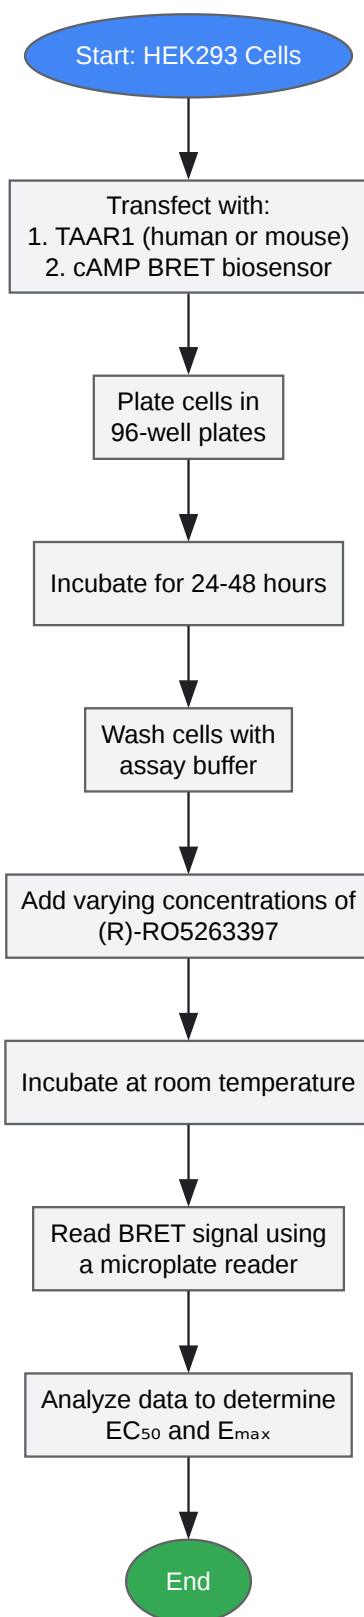 Start: HEK293 Cells
Transfect with:
1. TAAR1 (human or mouse)
2. cAMP BRET biosensor
Plate cells in
96-well plates
Incubate for 24-48 hours
Wash cells with
assay buffer
Add varying concentrations of
(R)-RO5263397
Incubate at room temperature
Read BRET signal using
a microplate reader
Analyze data to determine
EC₅₀ and Eₘₐₓ
End